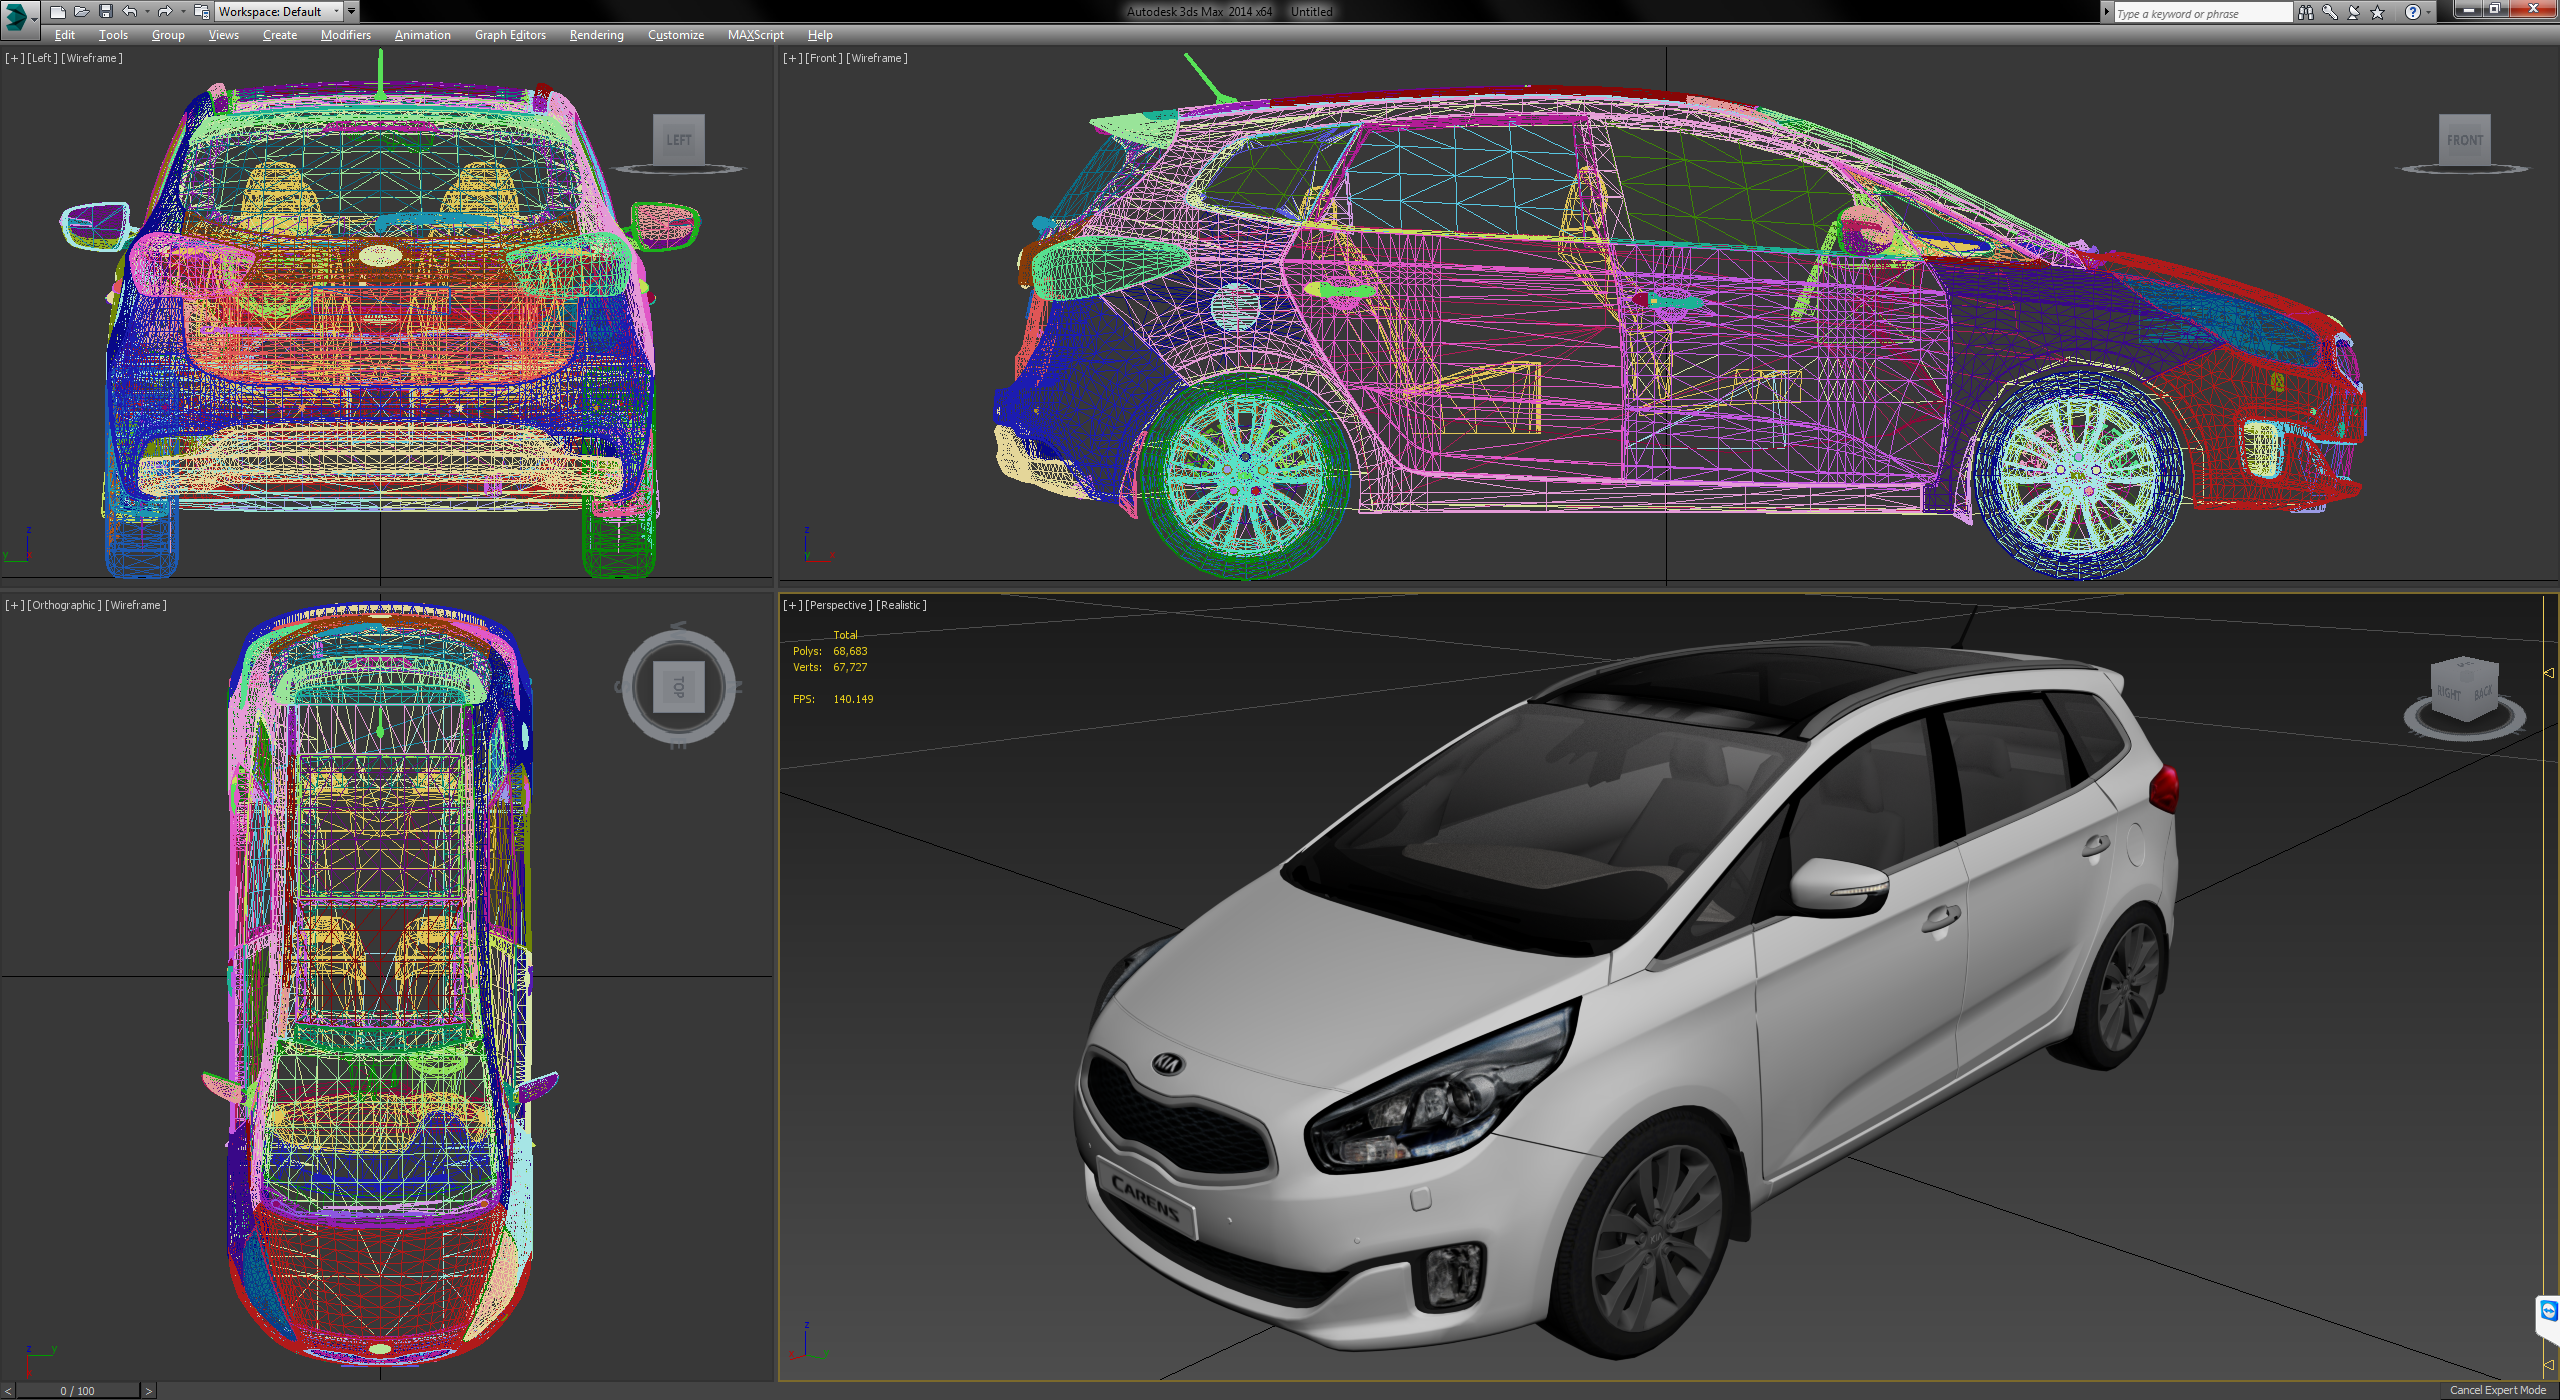 Workspace: Default
Autodesk 3ds Max 2014 x64 Untitled
Type a keyword or phrase
Edit Tools Group Views Create Modifiers Animation Graph Editors Rendering Customize MAXScript Help
[+] [Left ] [Wireframe ]
[+] [Front ] [Wireframe ]
LEFT
FRONT
z
y
x
z
y
x
[+] [Orthographic ] [Wireframe ]
[+] [Perspective ] [Realistic ]
Total
Polys: 68,683
Verts: 67,727
FPS: 140.149
W
S
TOP
N
E
RIGHT
BACK
KIA
CARENS
KIA
z
y
x
z
x
y
< 0 / 100 >
Cancel Expert Mode